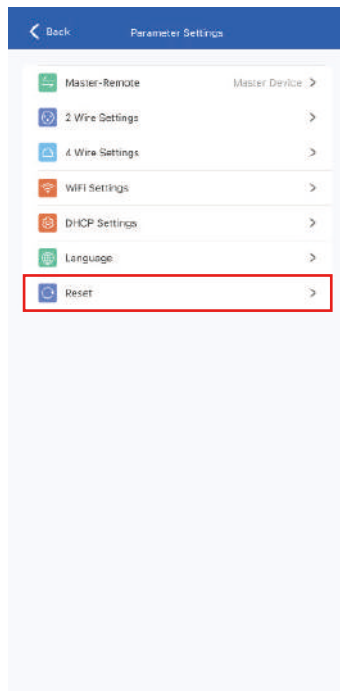 Back Parameter Settings
Master-Remote Master Device
2 Wire Settings
4 Wire Settings
WiFi Settings
DHCP Settings
Language
Reset